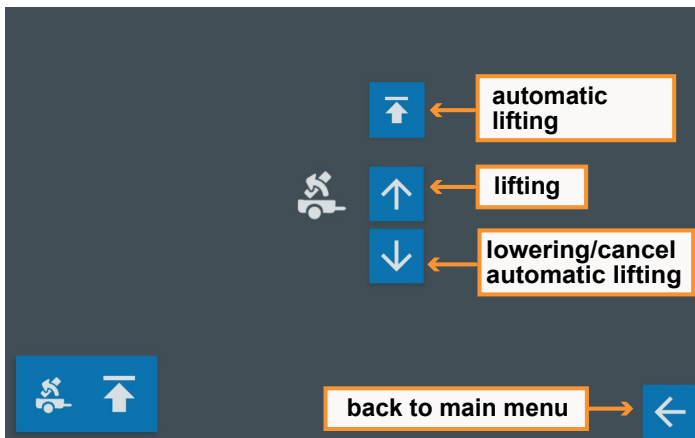 automatic
lifting
lifting
lowering/cancel
automatic lifting
back to main menu